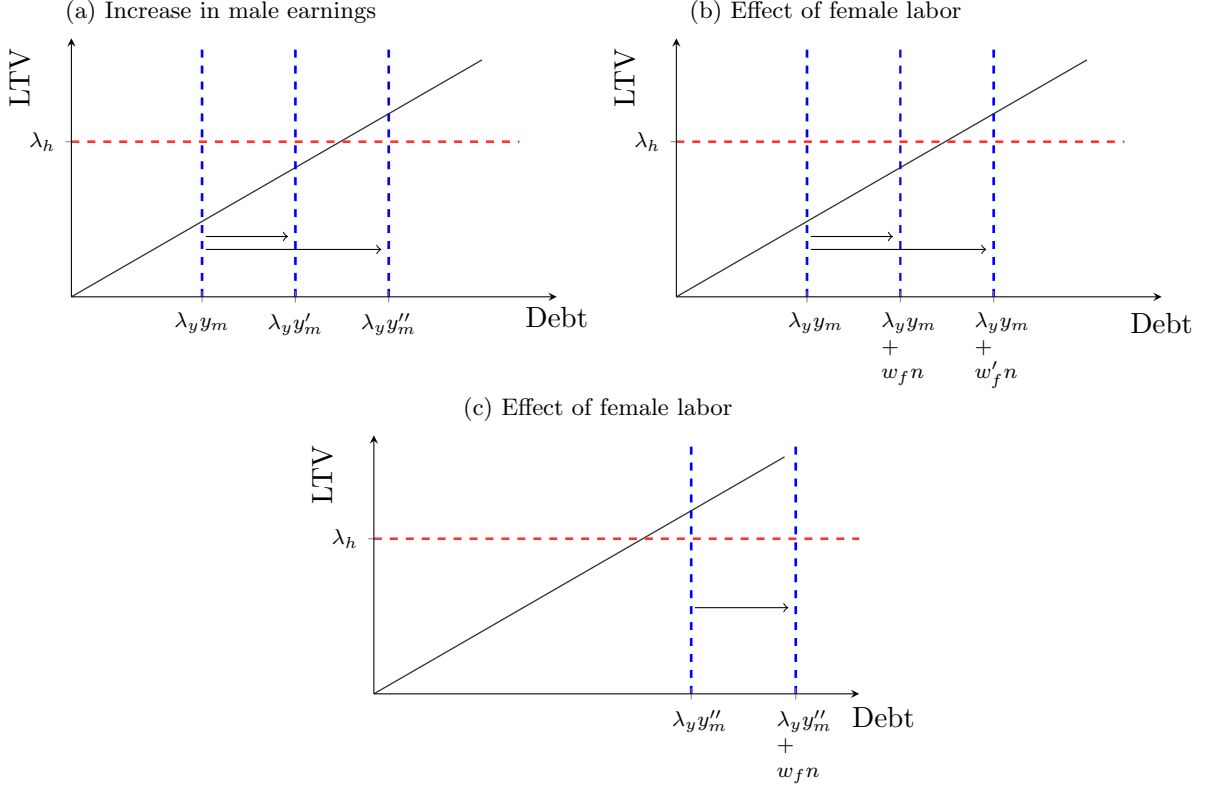 (a) Increase in male earnings
(b) Effect of female labor
LTV
λ_h
λ_y y_m
λ_y y′_m
λ_y y″_m
Debt
LTV
λ_h
λ_y y_m
λ_y y_m
+
w_f n
λ_y y_m
+
w′_f n
Debt
(c) Effect of female labor
LTV
λ_h
λ_y y″_m
λ_y y″_m
+
w_f n
Debt